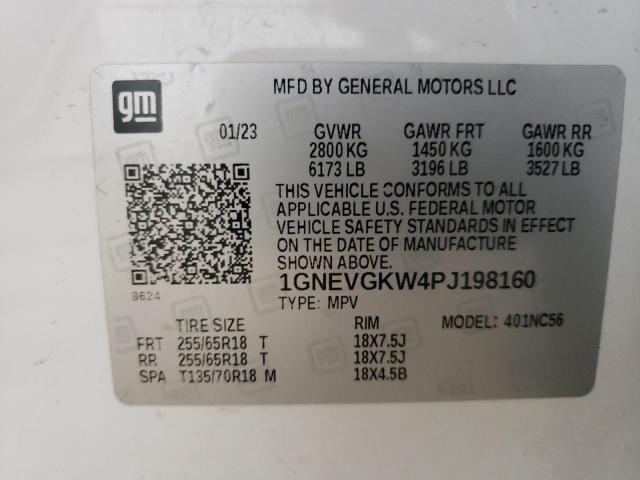 gm
MFD BY GENERAL MOTORS LLC
01/23 GVWR GAWR FRT GAWR RR
2800 KG 1450 KG 1600 KG
6173 LB 3196 LB 3527 LB
THIS VEHICLE CONFORMS TO ALL
APPLICABLE U.S. FEDERAL MOTOR
VEHICLE SAFETY STANDARDS IN EFFECT
ON THE DATE OF MANUFACTURE
SHOWN ABOVE.
1GNEVGKW4PJ198160
8624
TYPE: MPV
TIRE SIZE RIM MODEL: 401NC56
FRT 255/65R18 T 18X7.5J
RR 255/65R18 T 18X7.5J
SPA T135/70R18 M 18X4.5B